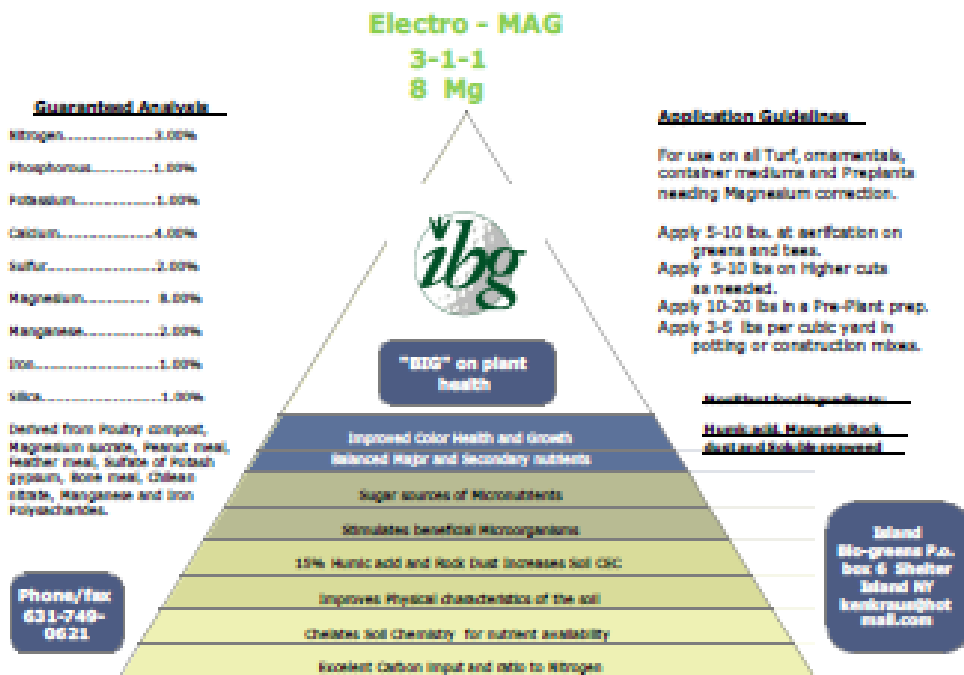 Electro - MAG
3-1-1
8 Mg
Guaranteed Analysis
Nitrogen....................3.00%
Phosphorous............1.00%
Potassium..................1.00%
Calcium.....................4.00%
Sulfur........................2.00%
Magnesium......... 8.00%
Manganese.................2.00%
Iron...........................1.00%
Silica.........................1.00%
Derived from Poultry compost,
Magnesium sucrate, Peanut meal,
Feather meal, Sulfate of Potash
gypsum, Bone meal, Chilean
nitrate, Manganese and Iron
Polysacharides.
Phone/fax
631-749-
0621
ibg
"BIG" on plant
health
Improved Color Health and Growth
Balanced Major and Secondary nutrients
Sugar sources of Micronutrients
Stimulates beneficial Microorganisms
15% Humic acid and Rock Dust Increases Soil CEC
Improves Physical characteristics of the soil
Chelates Soil Chemistry for nutrient availability
Excelent Carbon Imput and ratio to Nitrogen
Application Guidelines
For use on all Turf, ornamentals,
container mediums and Preplants
needing Magnesium correction.
Apply 5-10 lbs. at aerification on
greens and tees.
Apply 5-10 lbs on Higher cuts
as needed.
Apply 10-20 lbs in a Pre-Plant prep.
Apply 3-5 lbs per cubic yard in
potting or construction mixes.
NonPlant food ingredients:
Humic acid, Magnetic Rock
dust and Soluble seaweed
Island
Bio-greens P.o.
box 6 Shelter
Island NY
kenkraus@hot
mail.com